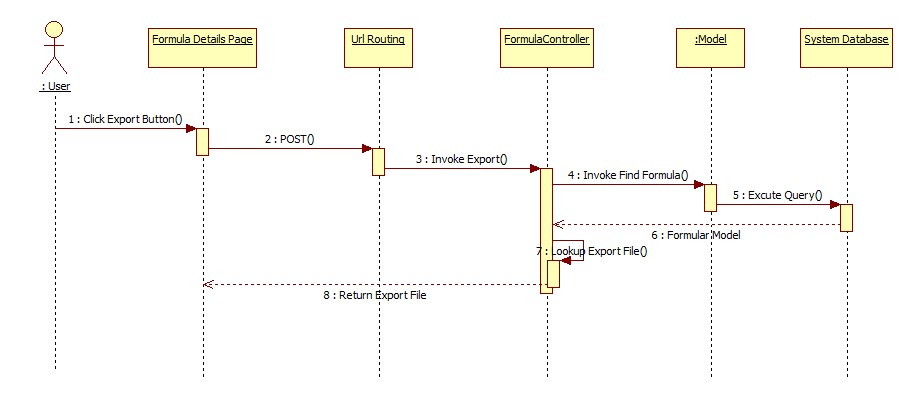 Formula Details Page
Url Routing
FormulaController
:Model
System Database
: User
1 : Click Export Button()
2 : POST()
3 : Invoke Export()
4 : Invoke Find Formula()
5 : Excute Query()
6 : Formular Model
7 : Lookup Export File()
8 : Return Export File